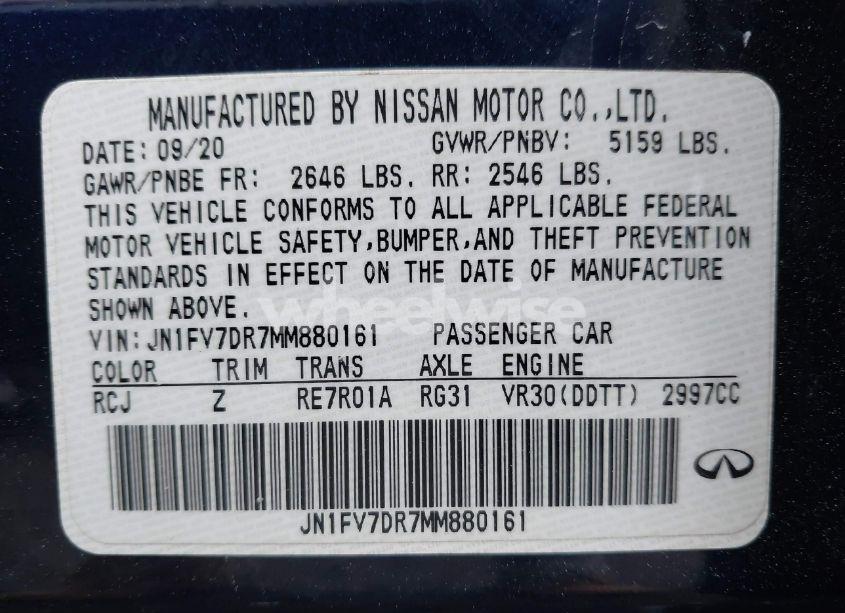 MANUFACTURED BY NISSAN MOTOR CO.,LTD.
DATE: 09/20 GVWR/PNBV: 5159 LBS.
GAWR/PNBE FR: 2646 LBS. RR: 2546 LBS.
THIS VEHICLE CONFORMS TO ALL APPLICABLE FEDERAL
MOTOR VEHICLE SAFETY,BUMPER,AND THEFT PREVENTION
STANDARDS IN EFFECT ON THE DATE OF MANUFACTURE
SHOWN ABOVE.
wheelwise
VIN:JN1FV7DR7MM880161 PASSENGER CAR
COLOR TRIM TRANS AXLE ENGINE
RCJ Z RE7R01A RG31 VR30(DDTT) 2997CC
JN1FV7DR7MM880161